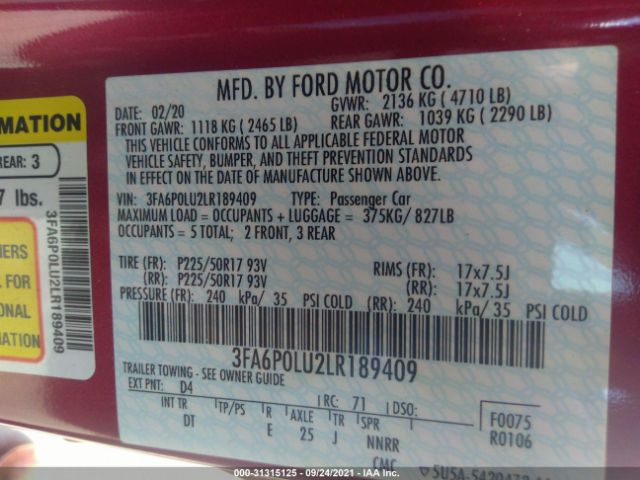 MFD. BY FORD MOTOR CO.
DATE: 02/20 GVWR: 2136 KG ( 4710 LB)
FRONT GAWR: 1118 KG ( 2465 LB) REAR GAWR: 1039 KG ( 2290 LB)
THIS VEHICLE CONFORMS TO ALL APPLICABLE FEDERAL MOTOR
VEHICLE SAFETY, BUMPER, AND THEFT PREVENTION STANDARDS
IN EFFECT ON THE DATE OF MANUFACTURE SHOWN ABOVE.
VIN: 3FA6P0LU2LR189409 TYPE: Passenger Car
MAXIMUM LOAD = OCCUPANTS + LUGGAGE = 375KG/ 827LB
OCCUPANTS = 5 TOTAL; 2 FRONT, 3 REAR
TIRE (FR): P225/50R17 93V RIMS (FR): 17x7.5J
(RR): P225/50R17 93V (RR): 17x7.5J
PRESSURE (FR): 240 kPa/ 35 PSI COLD (RR): 240 kPa/ 35 PSI COLD
3FA6P0LU2LR189409
TRAILER TOWING - SEE OWNER GUIDE
EXT PNT: D4 RC: 71 DSO:
INT TR TP/PS R AXLE TR SPR F0075
DT E 25 J NNRR R0106
CMC
RMATION
REAR: 3
7 lbs.
3FA6P0LU2LR189409
ERS
FOR
ONAL
MATION
000-31315125 - 09/24/2021 - IAA Inc.